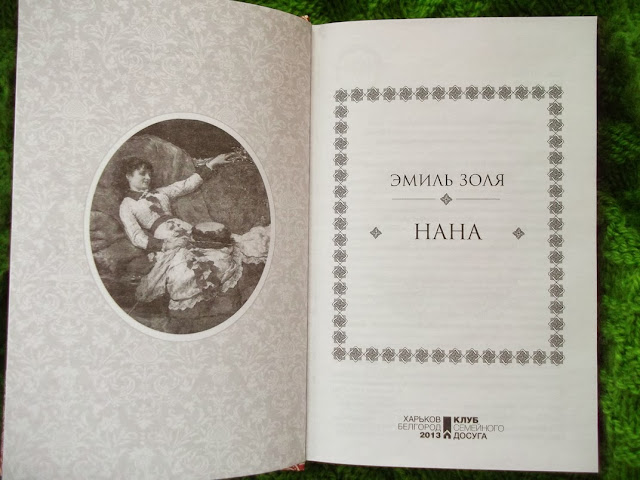 ЭМИЛЬ ЗОЛЯ
НАНА
ХАРЬКОВ
БЕЛГОРОД
2013
КЛУБ
СЕМЕЙНОГО
ДОСУГА